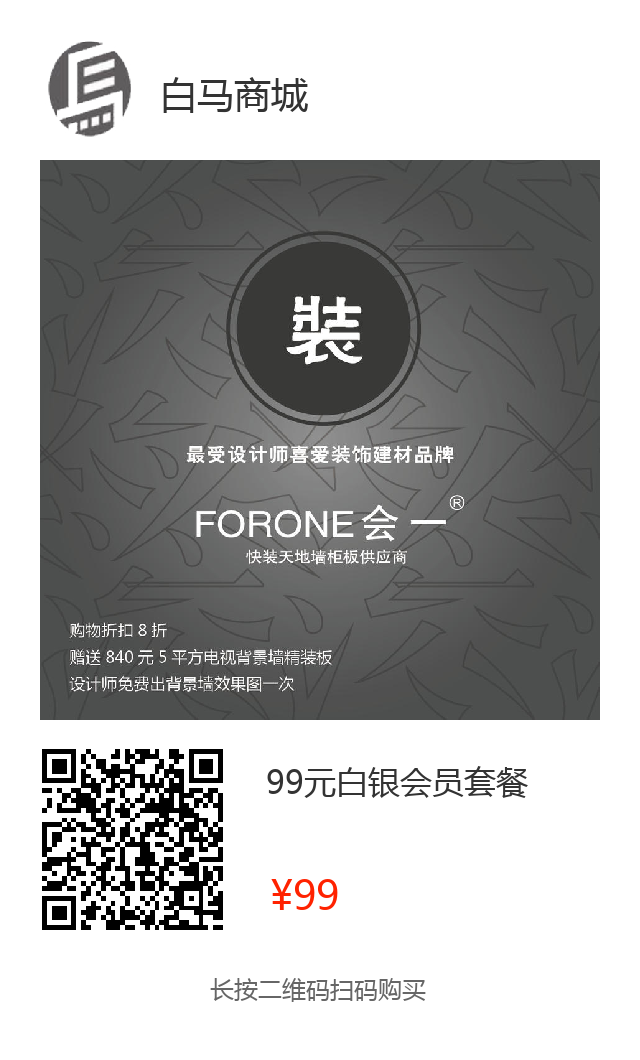 白马商城
裝
最受设计师喜爱装饰建材品牌
FORONE 会一®
快装天地墙柜板供应商
购物折扣 8 折
赠送 840 元 5 平方电视背景墙精装板
设计师免费出背景墙效果图一次
99元白银会员套餐
¥99
长按二维码扫码购买